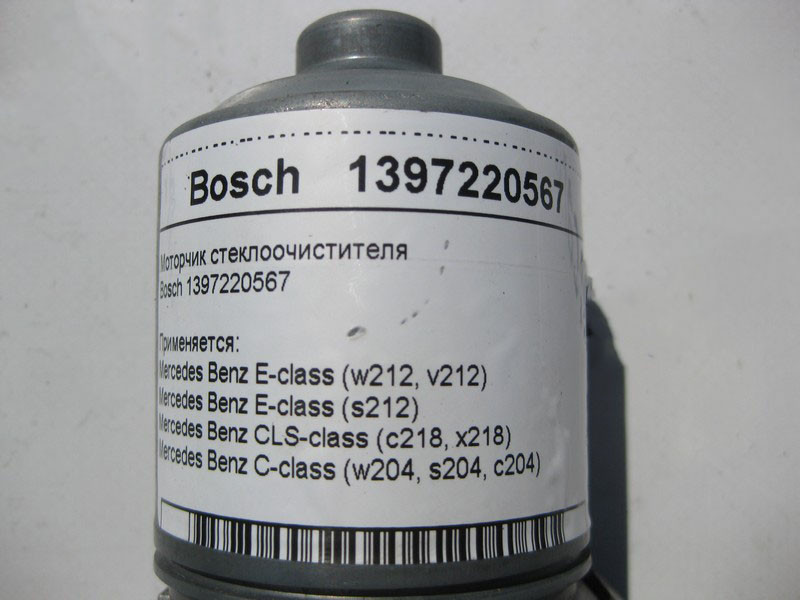 Bosch 1397220567
Моторчик стеклоочистителя
Bosch 1397220567
Применяется:
Mercedes Benz E-class (w212, v212)
Mercedes Benz E-class (s212)
Mercedes Benz CLS-class (c218, x218)
Mercedes Benz C-class (w204, s204, c204)